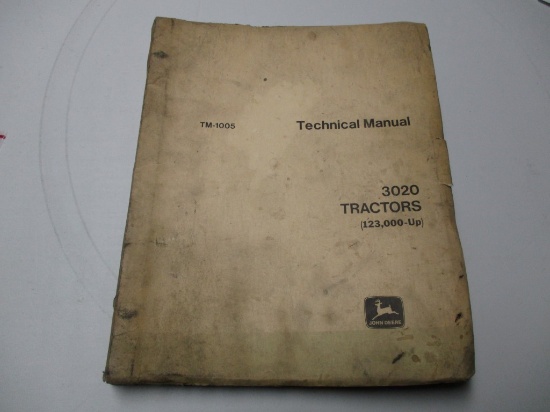 TM-1005
Technical Manual
3020
TRACTORS
(123,000-Up)
JOHN DEERE